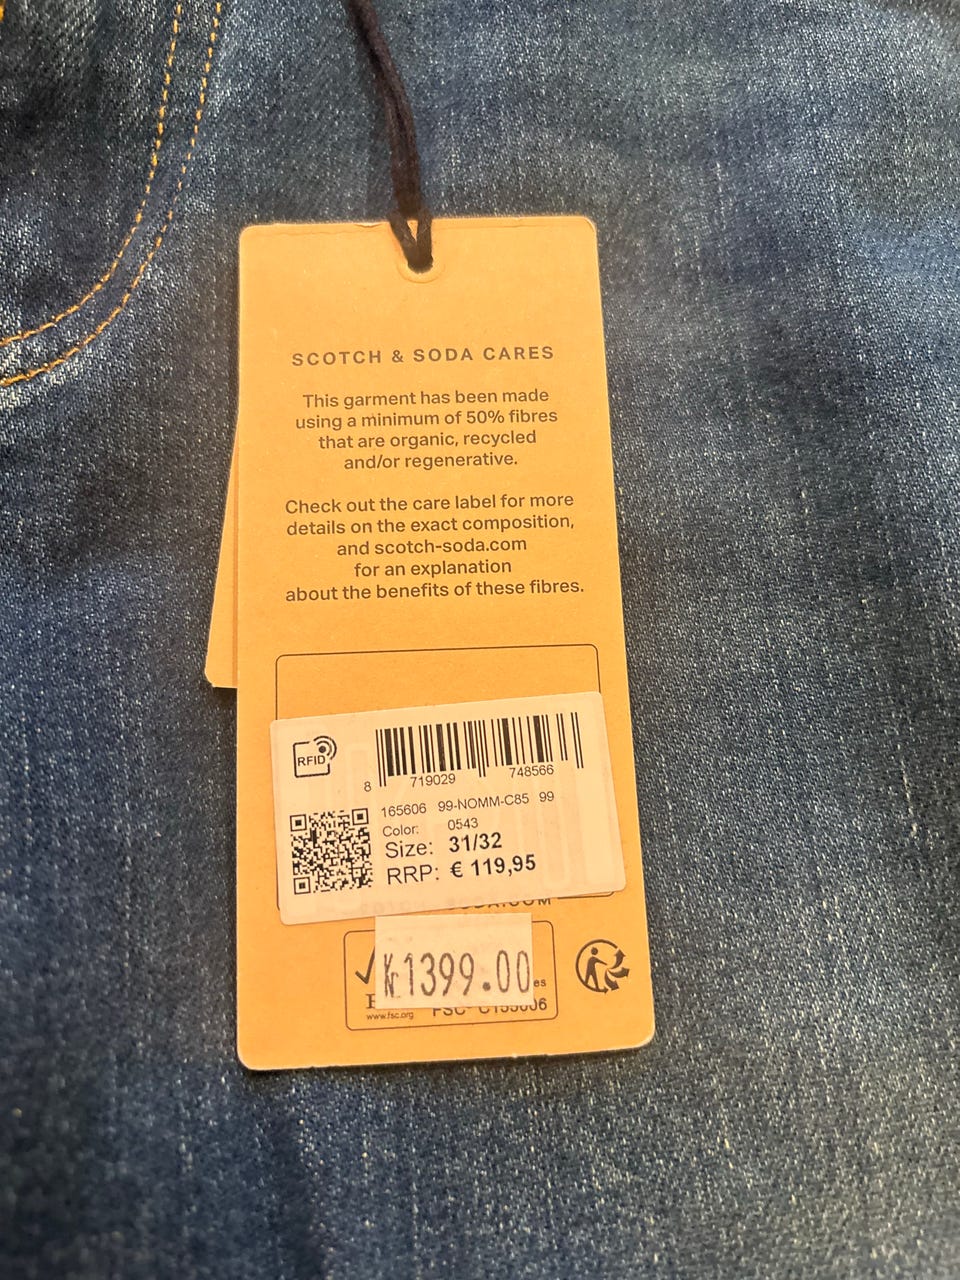 SCOTCH & SODA CARES
This garment has been made
using a minimum of 50% fibres
that are organic, recycled
and/or regenerative.
Check out the care label for more
details on the exact composition,
and scotch-soda.com
for an explanation
about the benefits of these fibres.
RFID
8 719029 748566
165606 99-NOMM-C85 99
Color: 0543
Size: 31/32
RRP: € 119,95
Kr1399.00
es
www.fsc.org